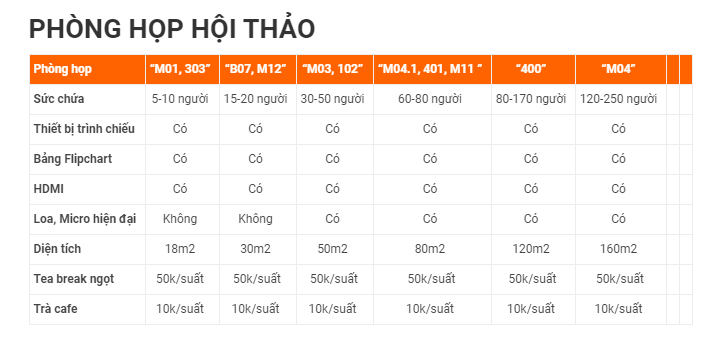 PHÒNG HỌP HỘI THẢO
Phòng họp “M01, 303” “B07, M12” “M03, 102” “M04.1, 401, M11 ” “400” “M04”
Sức chứa 5-10 người 15-20 người 30-50 người 60-80 người 80-170 người 120-250 người
Thiết bị trình chiếu Có Có Có Có Có Có
Bảng Flipchart Có Có Có Có Có Có
HDMI Có Có Có Có Có Có
Loa, Micro hiện đại Không Không Có Có Có Có
Diện tích 18m2 30m2 50m2 80m2 120m2 160m2
Tea break ngọt 50k/suất 50k/suất 50k/suất 50k/suất 50k/suất 50k/suất
Trà cafe 10k/suất 10k/suất 10k/suất 10k/suất 10k/suất 10k/suất